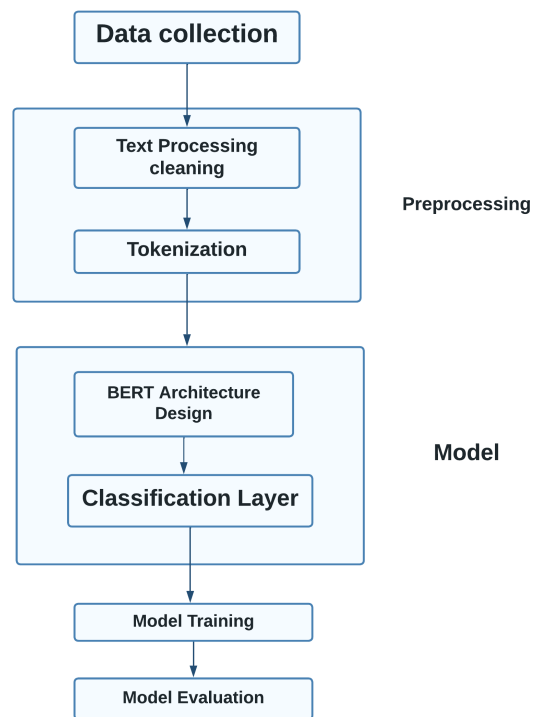 Data collection
Text Processing
cleaning
Preprocessing
Tokenization
BERT Architecture
Design
Model
Classification Layer
Model Training
Model Evaluation